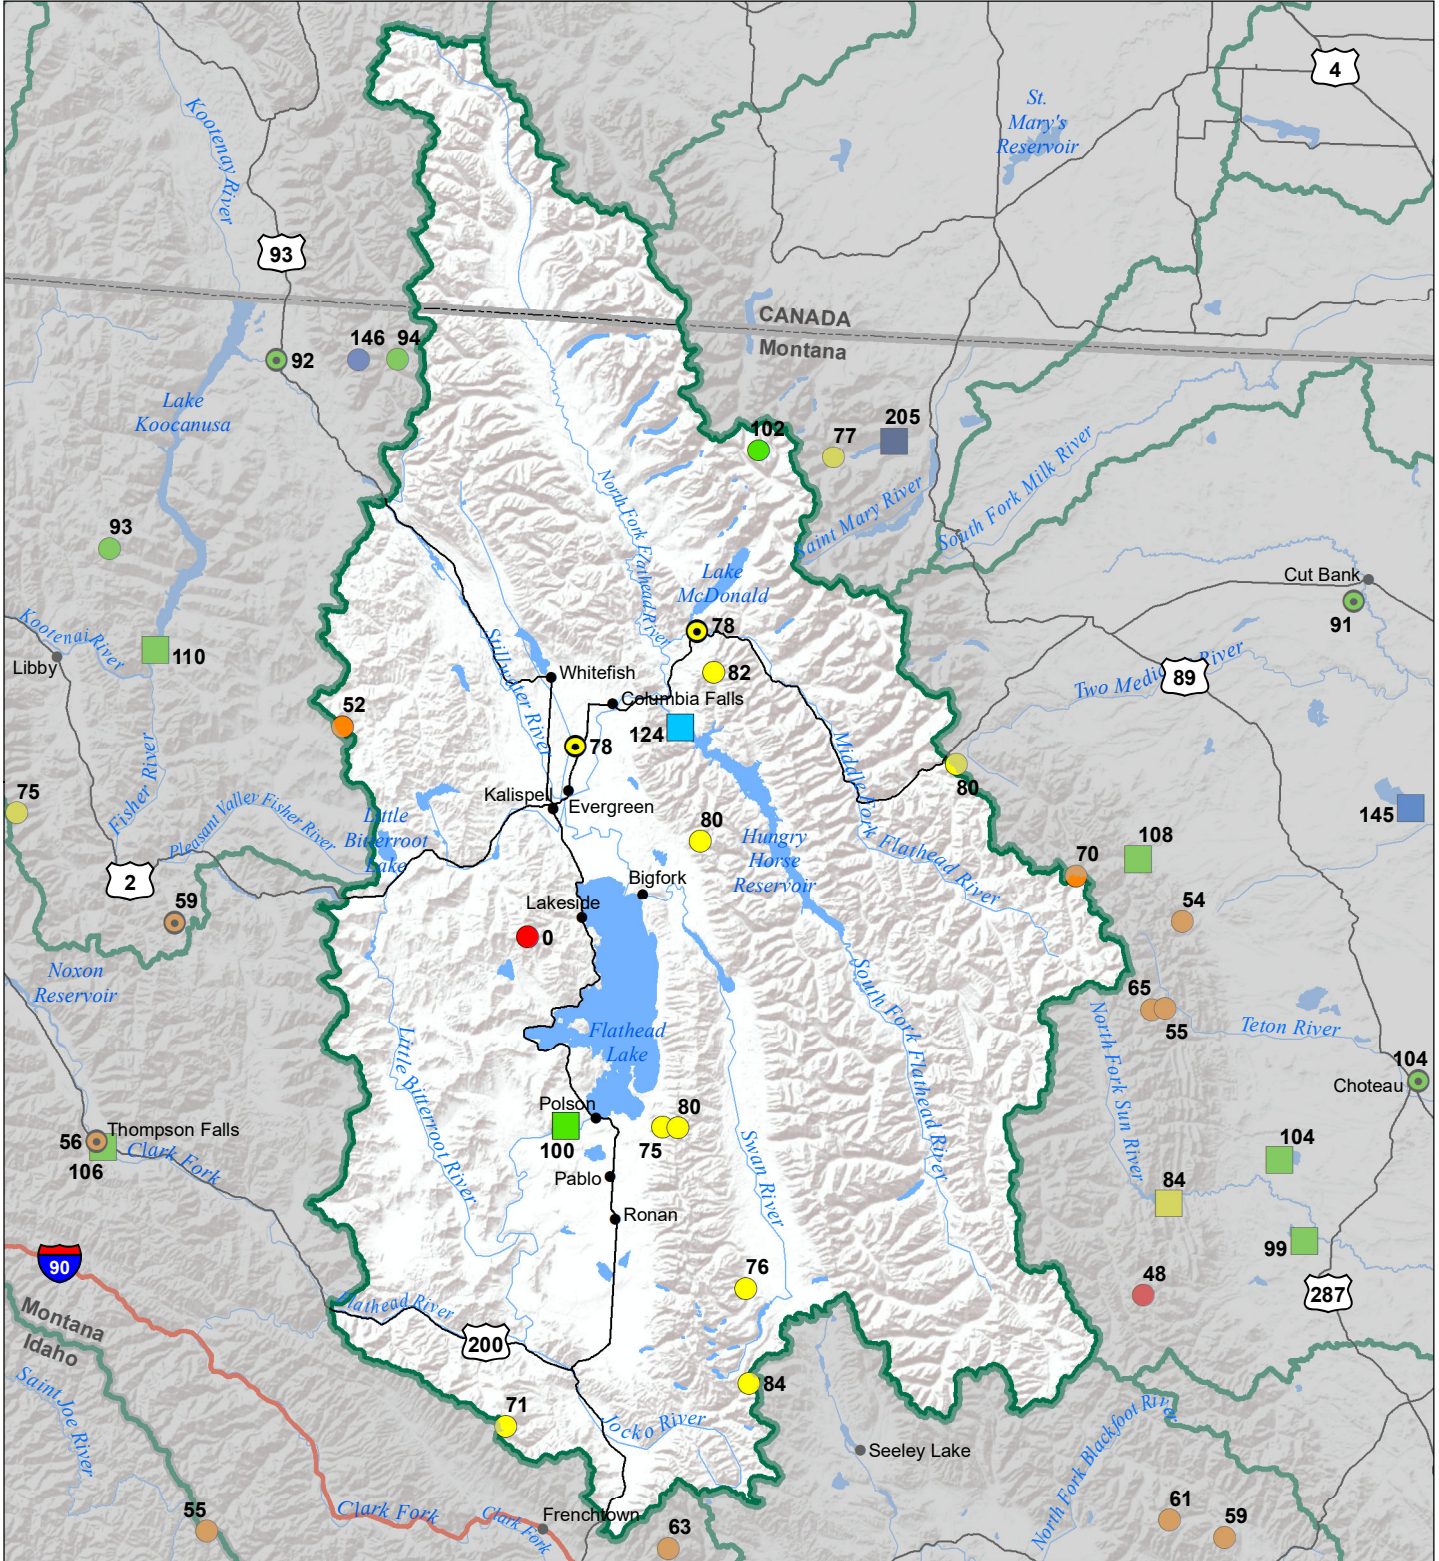 4
St.
Mary's
Reservoir
Kootenay River
93
CANADA
Montana
146
94
92
Lake
Koocanusa
102
77
205
North Fork Flathead River
Saint Mary River
South Fork Milk River
93
Lake
McDonald
Cut Bank
91
Kootenai River
Libby
110
78
Stillwater River
Whitefish
82
Two Medic River
89
52
Columbia Falls
124
78
Middle Fork Flathead River
80
Fisher River
75
Kalispell
Evergreen
145
Pleasant Valley Fisher River
Little
Bitterroot
Lake
80
Hungry
Horse
Reservoir
108
70
2
Bigfork
59
Lakeside
54
0
Noxon
Reservoir
South Fork Flathead River
65
55
North Fork Sun River
Teton River
Flathead
Lake
Little Bitterroot River
104
Choteau
Polson
80
56
Thompson Falls
106
Clark Fork
100
75
Swan River
104
Pablo
84
Ronan
99
90
76
48
287
Montana
Idaho
Flathead River
200
Saint Joe River
84
71
Jocko River
North Fork Blackfoot River
Seeley Lake
55
Clark Fork
Clark Fork
Frenchtown
63
61
59